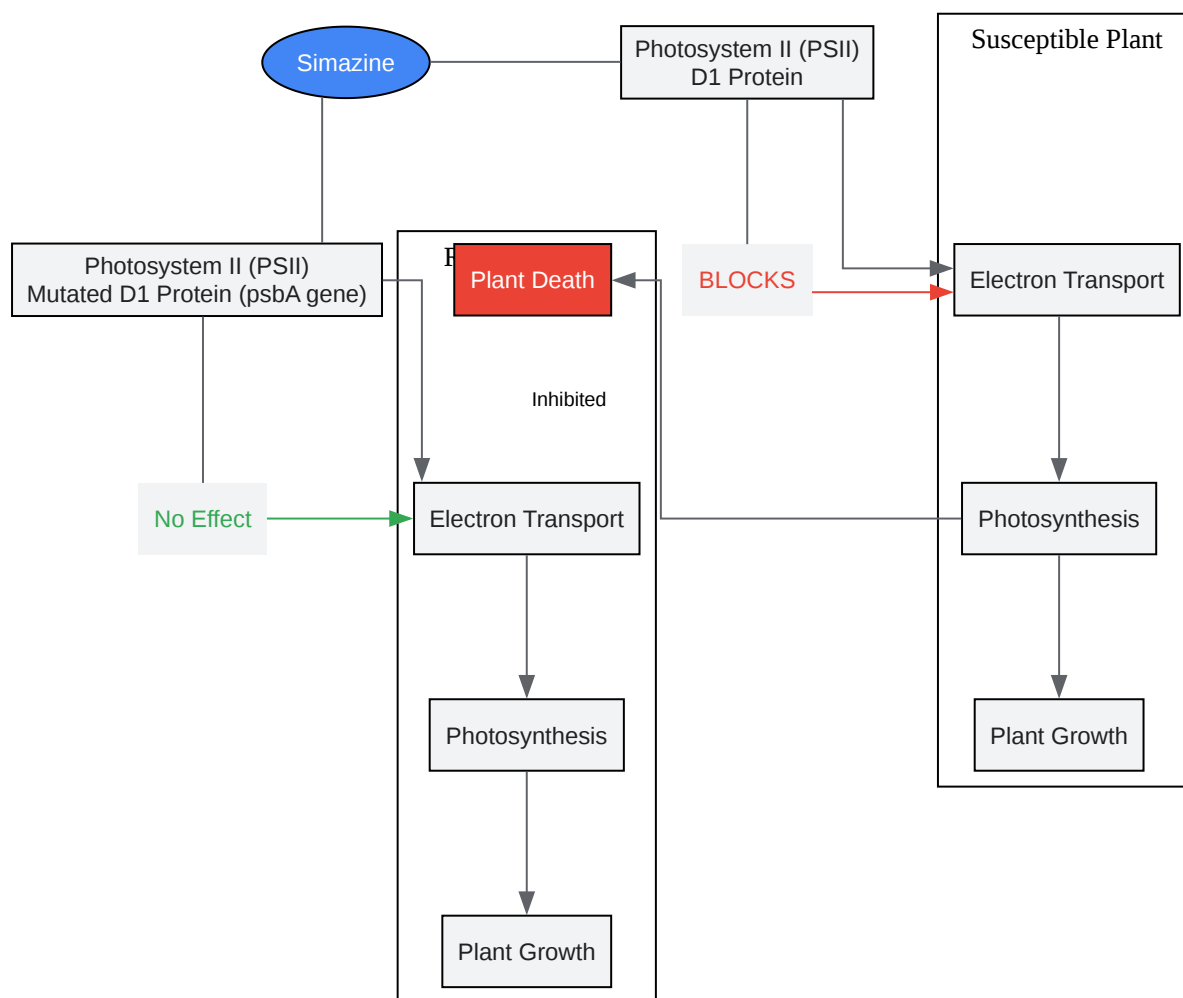 Susceptible Plant
Simazine
Photosystem II (PSII)
D1 Protein
Photosystem II (PSII)
Mutated D1 Protein (psbA gene)
Plant Death
BLOCKS
Electron Transport
Inhibited
No Effect
Electron Transport
Photosynthesis
Photosynthesis
Plant Growth
Plant Growth